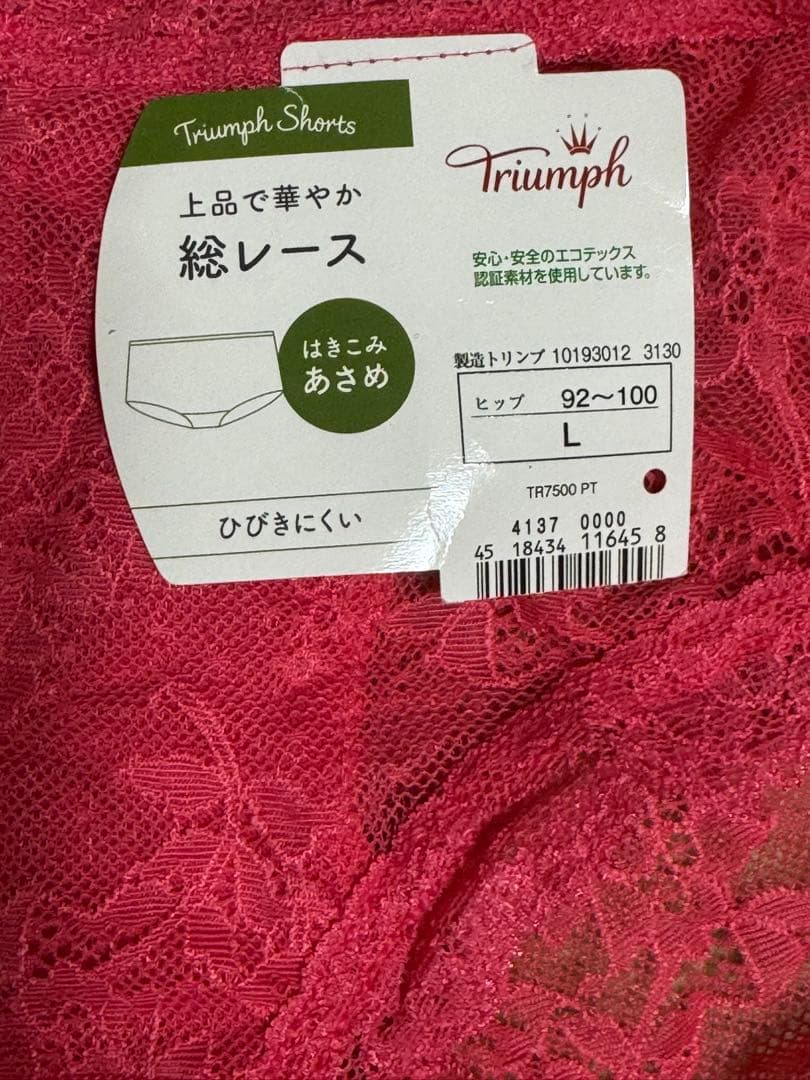 Triumph Shorts
上品で華やか
総レース
はきこみ
あさめ
ひびきにくい
Triumph
安心・安全のエコテックス
認証素材を使用しています。
製造トリンプ 10193012 3130
ヒップ 92～100
L
TR7500 PT
4137 0000
45 18434 11645 8